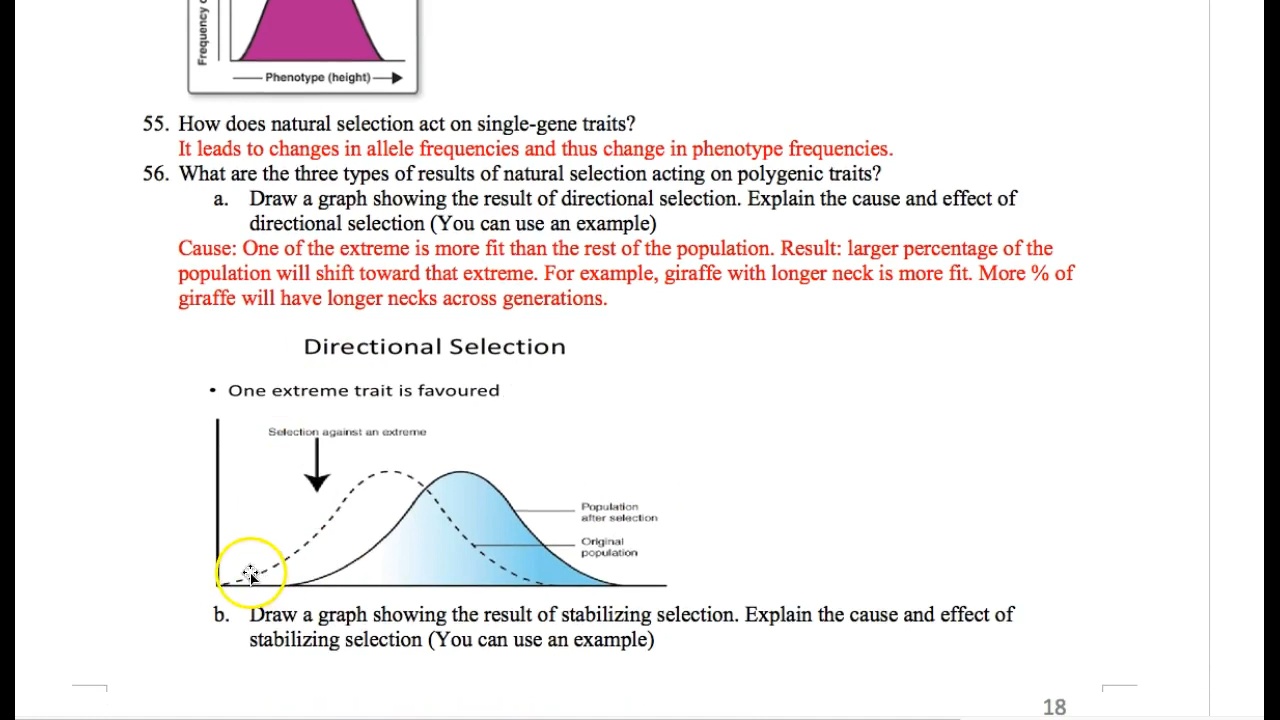 Frequency
Phenotype (height)
55. How does natural selection act on single-gene traits?
It leads to changes in allele frequencies and thus change in phenotype frequencies.
56. What are the three types of results of natural selection acting on polygenic traits?
a. Draw a graph showing the result of directional selection. Explain the cause and effect of
directional selection (You can use an example)
Cause: One of the extreme is more fit than the rest of the population. Result: larger percentage of the
population will shift toward that extreme. For example, giraffe with longer neck is more fit. More % of
giraffe will have longer necks across generations.
Directional Selection
• One extreme trait is favoured
Selection against an extreme
Population
after selection
Original
population
b. Draw a graph showing the result of stabilizing selection. Explain the cause and effect of
stabilizing selection (You can use an example)
18